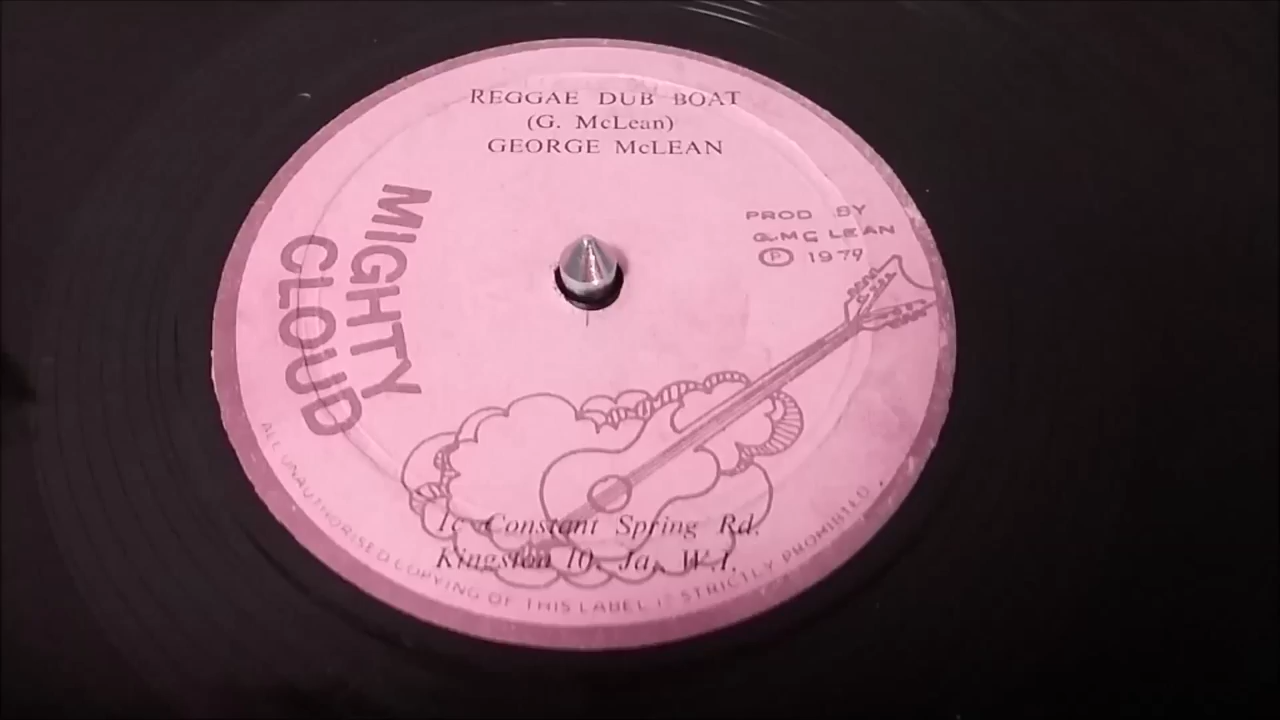 REGGAE DUB BOAT
(G. McLean)
GEORGE McLEAN
MIGHTY
CLOUD
PROD BY
G.MC LEAN
Ⓟ 1979
1c Constant Spring Rd.
Kingston 10. Ja. W.I.
ALL UNAUTHORISED COPYING OF THIS LABEL IS STRICTLY PROHIBITED.